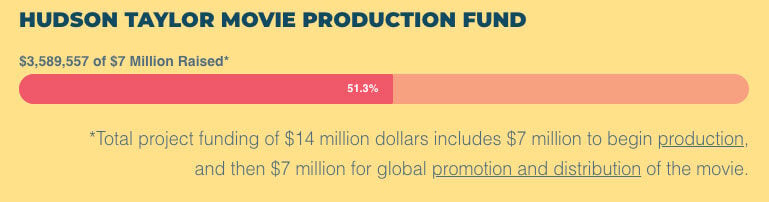 HUDSON TAYLOR MOVIE PRODUCTION FUND
$3,589,557 of $7 Million Raised*
51.3%
*Total project funding of $14 million dollars includes $7 million to begin production,
and then $7 million for global promotion and distribution of the movie.